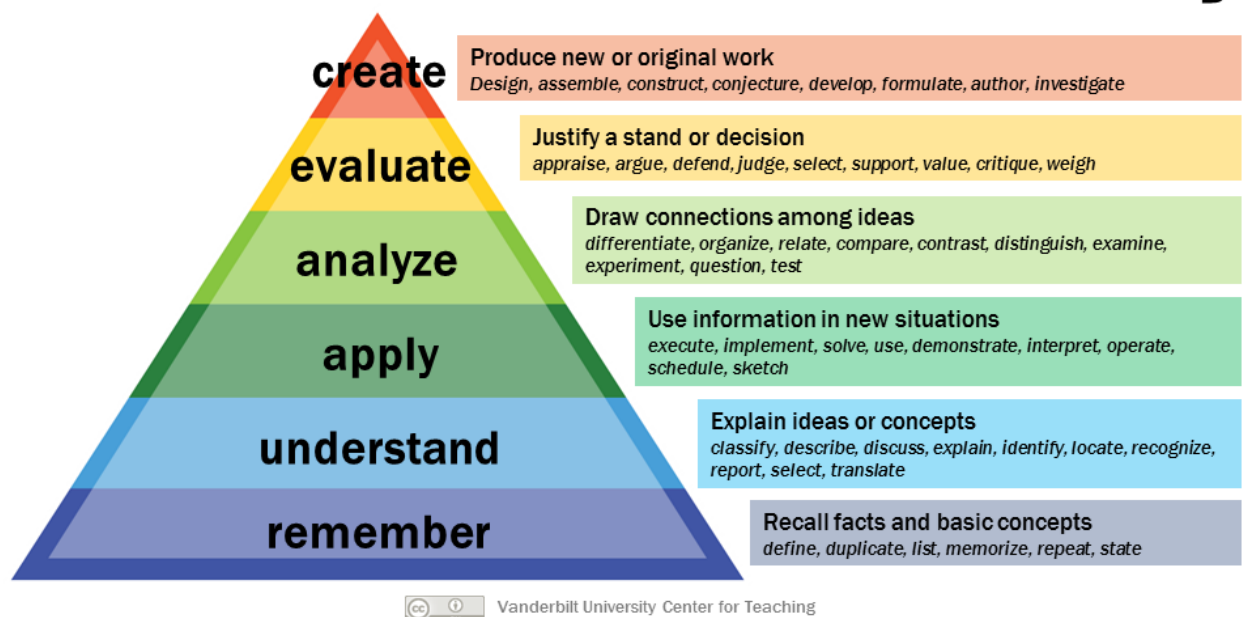 create
Produce new or original work
Design, assemble, construct, conjecture, develop, formulate, author, investigate
evaluate
Justify a stand or decision
appraise, argue, defend, judge, select, support, value, critique, weigh
analyze
Draw connections among ideas
differentiate, organize, relate, compare, contrast, distinguish, examine,
experiment, question, test
apply
Use information in new situations
execute, implement, solve, use, demonstrate, interpret, operate,
schedule, sketch
understand
Explain ideas or concepts
classify, describe, discuss, explain, identify, locate, recognize,
report, select, translate
remember
Recall facts and basic concepts
define, duplicate, list, memorize, repeat, state
cc Vanderbilt University Center for Teaching